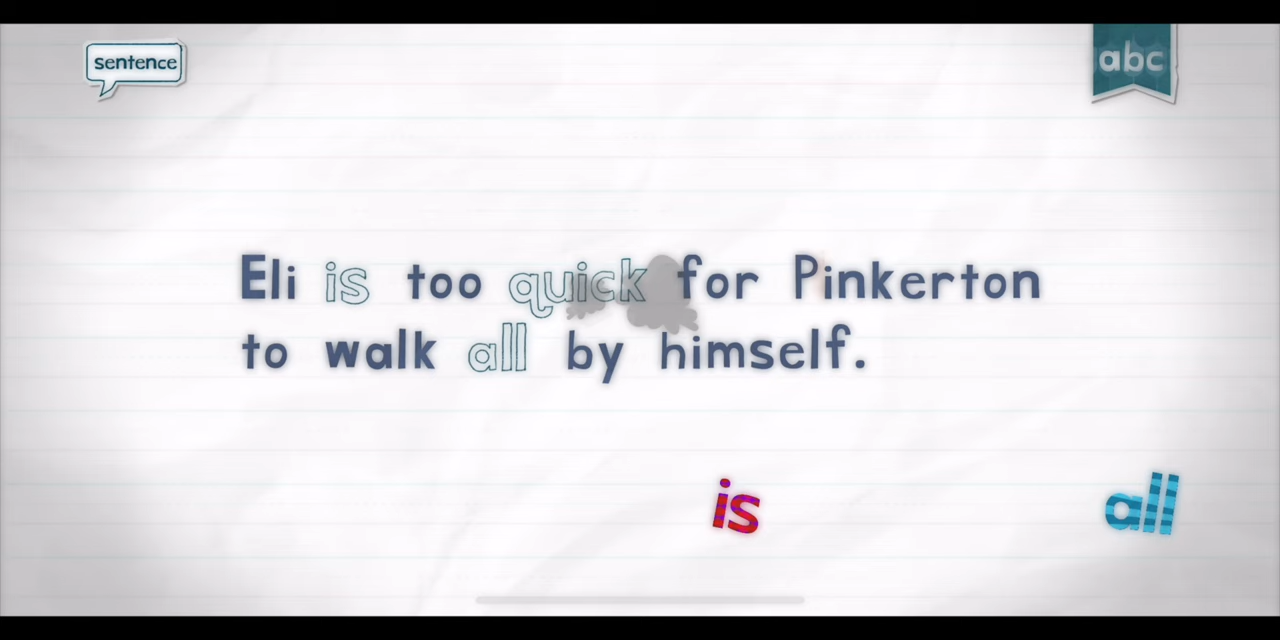 sentence
abc
Eli is too quick for Pinkerton
to walk all by himself.
is
all